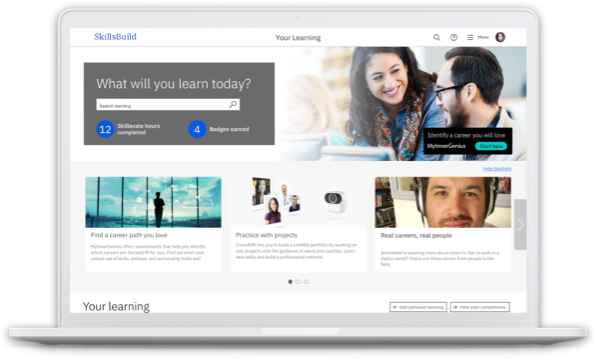 SkillsBuild
Your Learning
Menu
What will you learn today?
Search learning
12
Skillevate hours
completed
4
Badges earned
Identify a career you will love
MyInnerGenius
Start here
Hide Spotlight
Find a career path you love
MyInnerGenius offers assessments that help you identify
which careers are the best fit for you. Find out what your
unique set of skills, abilities, and personality make are!
Practice with projects
CrowdDoIt lets you to build a credible portfolio by working on
real projects with the guidance of peers and coaches. Learn
new skills and build a professional network.
Real careers, real people
Interested in learning more about what it's like to work in a
digital world? Check out these stories from people in the
field.
Your learning
+ Add personal learning
→ View your completions